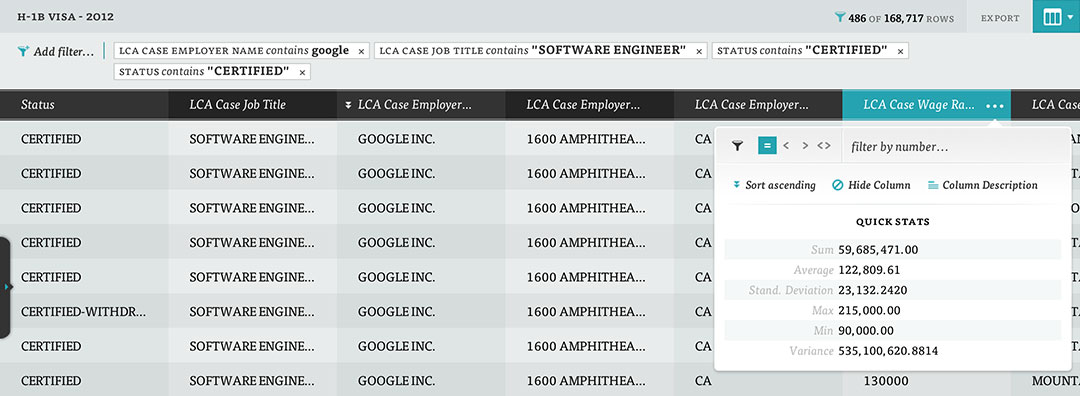 H-1B VISA - 2012
486 OF 168,717 ROWS
EXPORT
Add filter...
LCA CASE EMPLOYER NAME contains google ×
LCA CASE JOB TITLE contains "SOFTWARE ENGINEER" ×
STATUS contains "CERTIFIED" ×
STATUS contains "CERTIFIED" ×
Status LCA Case Job Title LCA Case Employer... LCA Case Employer... LCA Case Employer... LCA Case Wage Ra... LCA Case
CERTIFIED SOFTWARE ENGINE... GOOGLE INC. 1600 AMPHITHEA... CA
CERTIFIED SOFTWARE ENGINE... GOOGLE INC. 1600 AMPHITHEA... CA
CERTIFIED SOFTWARE ENGINE... GOOGLE INC. 1600 AMPHITHEA... CA
CERTIFIED SOFTWARE ENGINE... GOOGLE INC. 1600 AMPHITHEA... CA
CERTIFIED SOFTWARE ENGINE... GOOGLE INC. 1600 AMPHITHEA... CA
CERTIFIED-WITHDR... SOFTWARE ENGINE... GOOGLE INC. 1600 AMPHITHEA... CA
CERTIFIED SOFTWARE ENGINE... GOOGLE INC. 1600 AMPHITHEA... CA
CERTIFIED SOFTWARE ENGINE... GOOGLE INC. 1600 AMPHITHEA... CA 130000 MOUNTA
= < > <> filter by number...
Sort ascending Hide Column Column Description
QUICK STATS
Sum 59,685,471.00
Average 122,809.61
Stand. Deviation 23,132.2420
Max 215,000.00
Min 90,000.00
Variance 535,100,620.8814